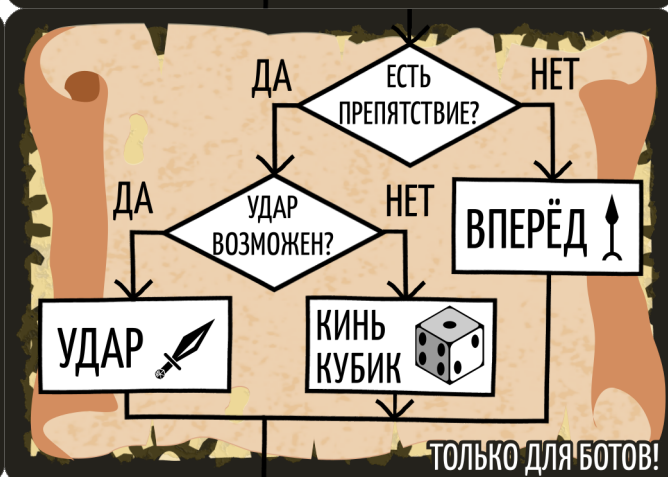 ДА
ЕСТЬ
ПРЕПЯТСТВИЕ?
НЕТ
ДА
УДАР
ВОЗМОЖЕН?
НЕТ
ВПЕРЁД
УДАР
КИНЬ
КУБИК
ТОЛЬКО ДЛЯ БОТОВ!